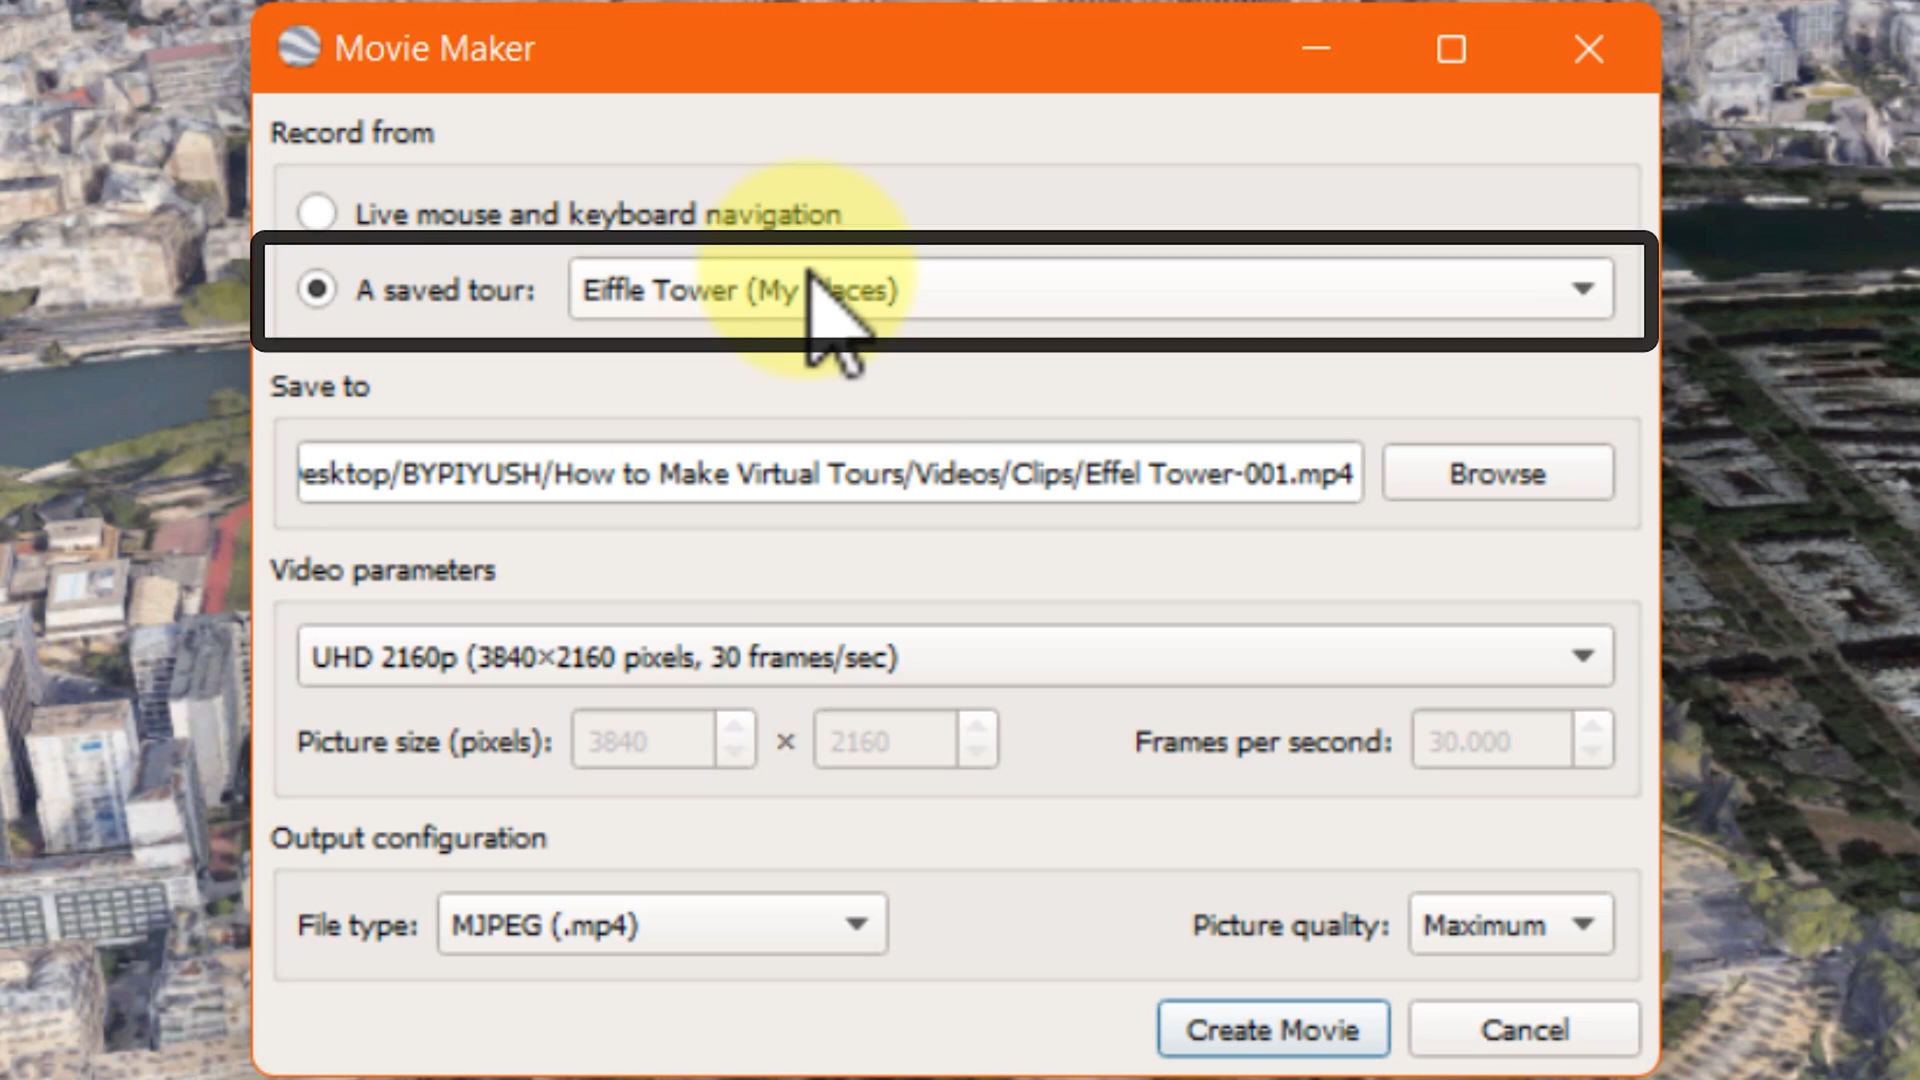 Movie Maker
Record from
Live mouse and keyboard navigation
A saved tour: Eiffle Tower (My
Save to
esktop/BYPIYUSH/How to Make Virtual Tours/Videos/Clips/Effel Tower-001.mp4 Browse
Video parameters
UHD 2160p (3840×2160 pixels, 30 frames/sec)
Picture size (pixels): 3840 × 2160 Frames per second: 30.000
Output configuration
File type: MJPEG (.mp4) Picture quality: Maximum
Create Movie Cancel